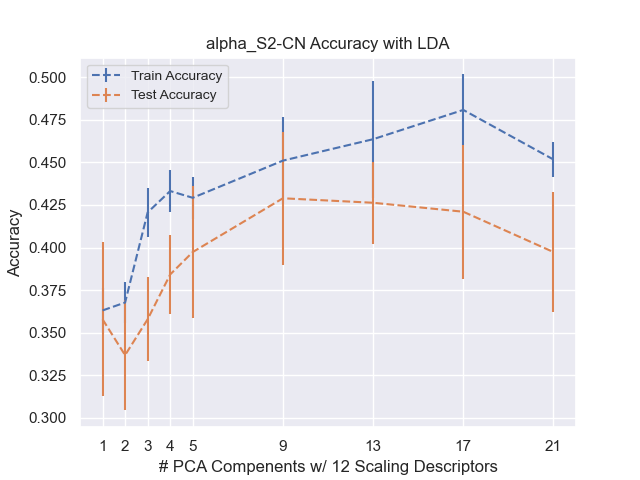 alpha_S2-CN Accuracy with LDA
Train Accuracy
Test Accuracy
0.500
0.475
0.450
0.425
0.400
0.375
0.350
0.325
0.300
Accuracy
1 2 3 4 5 9 13 17 21
# PCA Compenents w/ 12 Scaling Descriptors